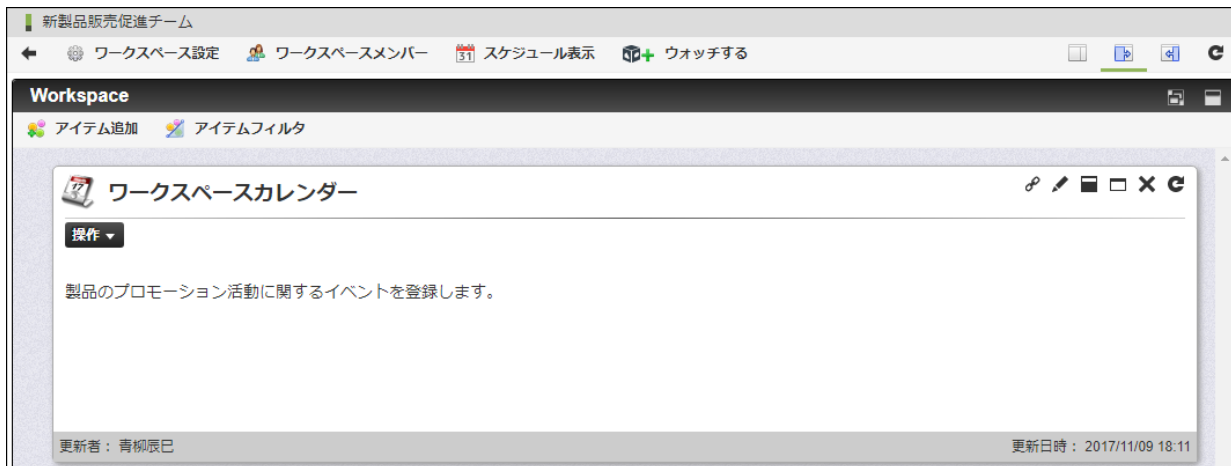 新製品販売促進チーム
ワークスペース設定 ワークスペースメンバー 31 スケジュール表示 ウォッチする
Workspace
アイテム追加 アイテムフィルタ
17 ワークスペースカレンダー
操作
製品のプロモーション活動に関するイベントを登録します。
更新者： 青柳辰巳 更新日時： 2017/11/09 18:11